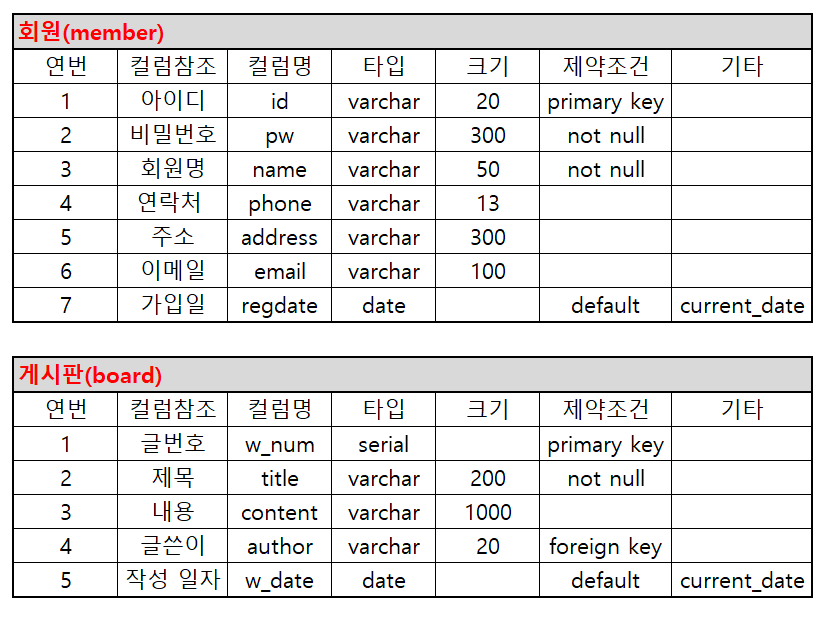 회원(member)
연번 컬럼참조 컬럼명 타입 크기 제약조건 기타
1 아이디 id varchar 20 primary key
2 비밀번호 pw varchar 300 not null
3 회원명 name varchar 50 not null
4 연락처 phone varchar 13
5 주소 address varchar 300
6 이메일 email varchar 100
7 가입일 regdate date default current_date
게시판(board)
연번 컬럼참조 컬럼명 타입 크기 제약조건 기타
1 글번호 w_num serial primary key
2 제목 title varchar 200 not null
3 내용 content varchar 1000
4 글쓴이 author varchar 20 foreign key
5 작성 일자 w_date date default current_date